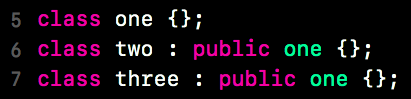 5 class one {};
6 class two : public one {};
7 class three : public one {};